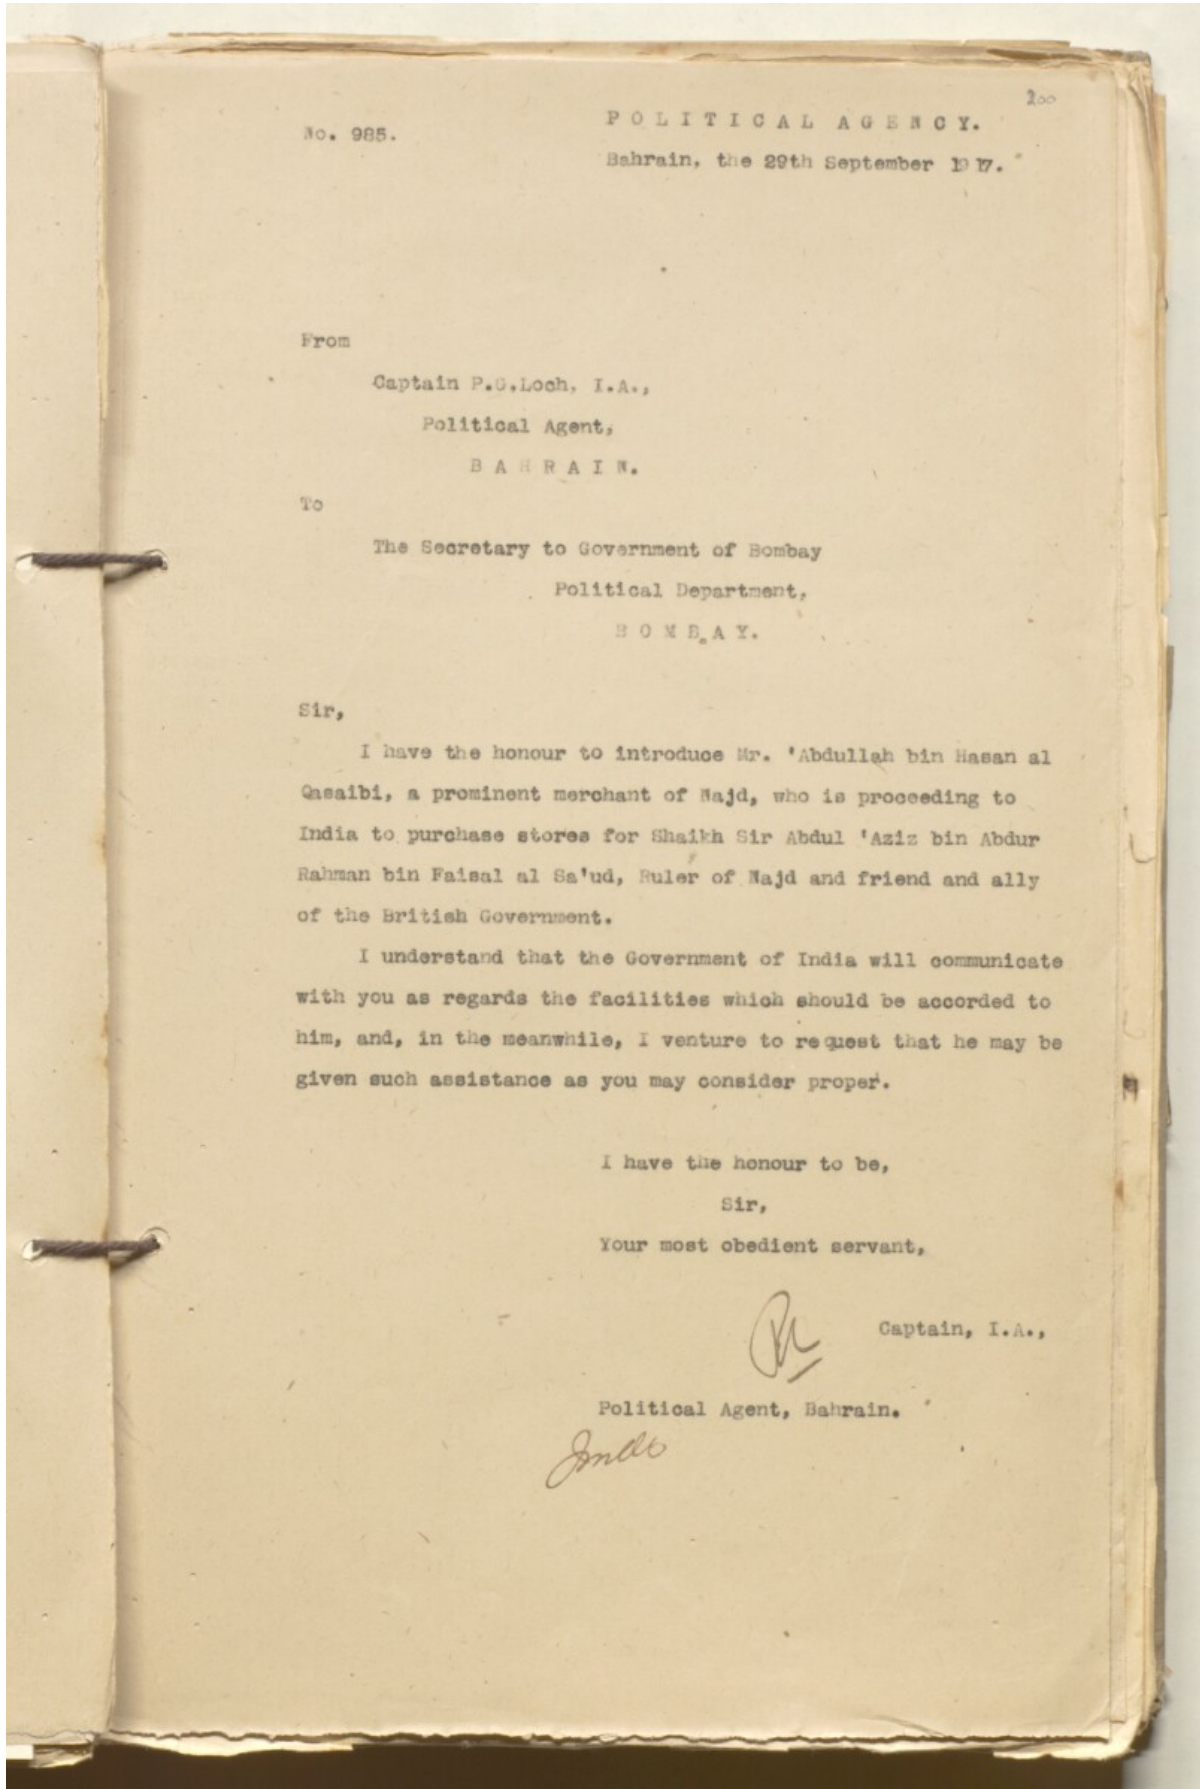 200
No. 985.
POLITICAL AGENCY.
Bahrain, the 29th September 1917.
From
Captain P.G.Loch, I.A.,
Political Agent,
BAHRAIN.
To
The Secretary to Government of Bombay
Political Department,
BOMBAY.
Sir,
I have the honour to introduce Mr. 'Abdullah bin Hasan al
Qasaibi, a prominent merchant of Najd, who is proceeding to
India to purchase stores for Shaikh Sir Abdul 'Aziz bin Abdur
Rahman bin Faisal al Sa'ud, Ruler of Najd and friend and ally
of the British Government.
I understand that the Government of India will communicate
with you as regards the facilities which should be accorded to
him, and, in the meanwhile, I venture to request that he may be
given such assistance as you may consider proper.
I have the honour to be,
Sir,
Your most obedient servant,
Captain, I.A.,
Political Agent, Bahrain.